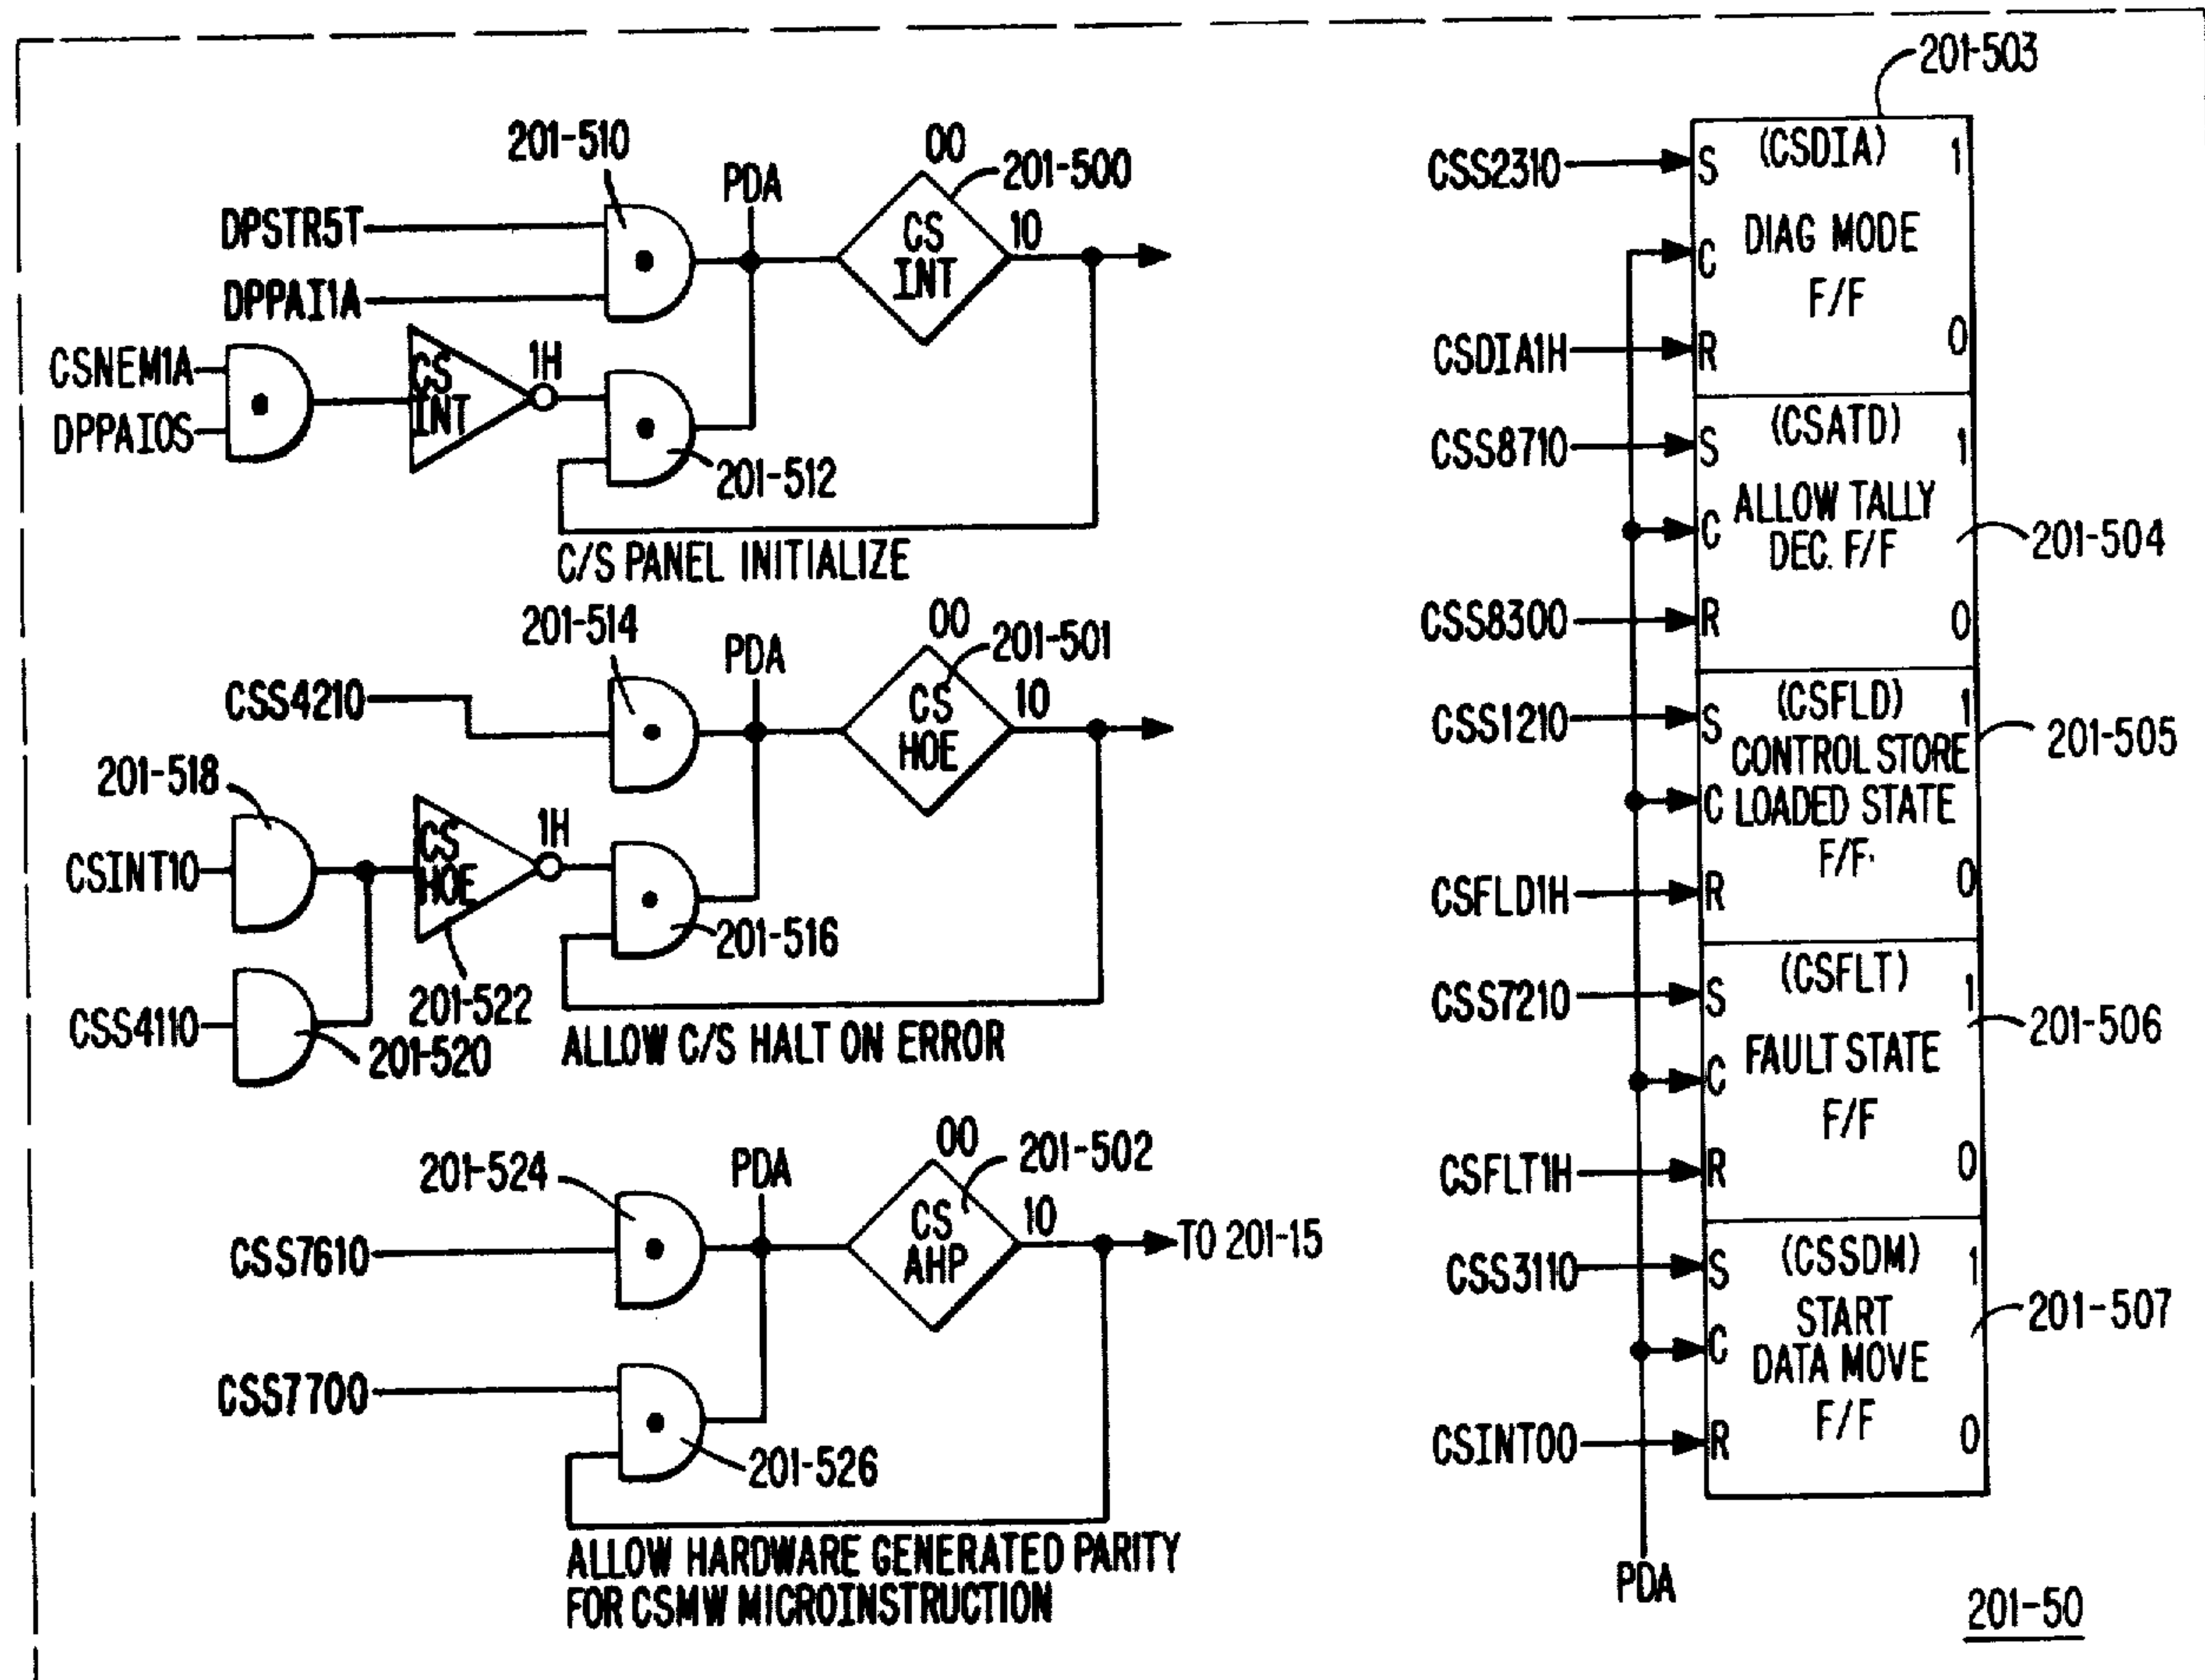 201-510
PDA
00
201-500
DPSTR5T
CS
INT
10
DPPAI1A
CSNEM1A
DPPAI0S
CS
INT
1H
201-512
C/S PANEL INITIALIZE
201-514
PDA
00
201-501
CSS4210
CS
HOE
10
201-518
CSINT10
CS
HOE
1H
201-516
201-522
CSS4110
201-520
ALLOW C/S HALT ON ERROR
201-524
PDA
00
201-502
CSS7610
CS
AHP
10
TO 201-15
CSS7700
201-526
ALLOW HARDWARE GENERATED PARITY
FOR CSMW MICROINSTRUCTION
201-503
CSS2310
S
(CSDIA)
1
C
DIAG MODE
F/F
CSDIA1H
R
0
CSS8710
S
(CSATD)
1
C
ALLOW TALLY
DEC. F/F
201-504
CSS8300
R
0
CSS1210
S
(CSFLD)
1
201-505
CONTROL STORE
C
LOADED STATE
F/F
CSFLD1H
R
0
CSS7210
S
(CSFLT)
1
201-506
C
FAULT STATE
F/F
CSFLT1H
R
0
CSS3110
S
(CSSDM)
1
START
201-507
C
DATA MOVE
F/F
CSINT00
R
0
PDA
201-50